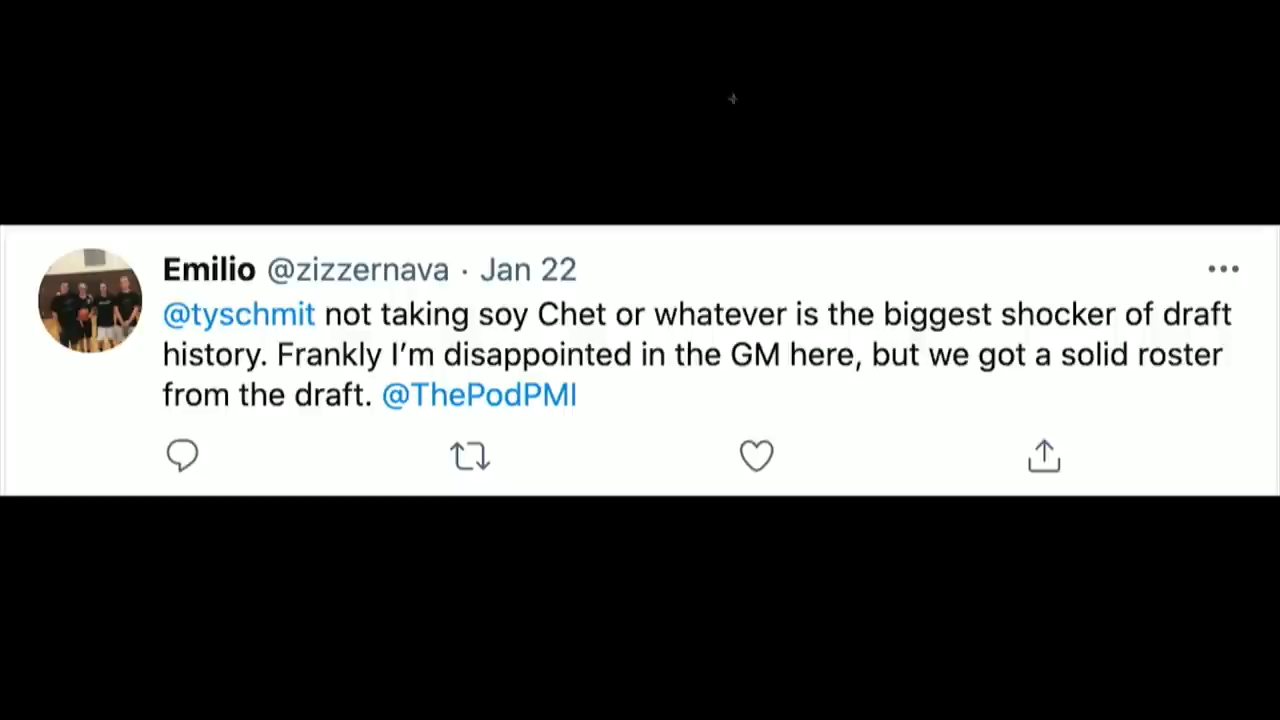 Emilio @zizzernava · Jan 22
@tyschmit not taking soy Chet or whatever is the biggest shocker of draft
history. Frankly I’m disappointed in the GM here, but we got a solid roster
from the draft. @ThePodPMI